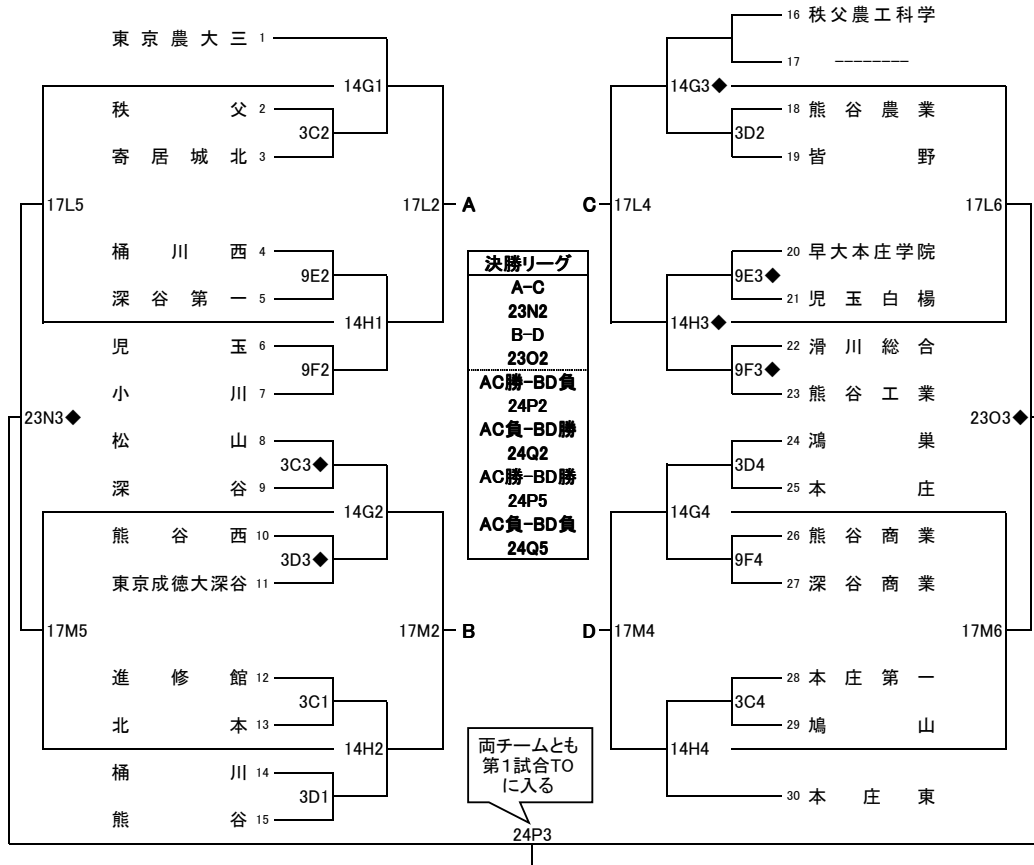 東京農大三 1
14G1
秩父 2
3C2
寄居城北 3
17L5
17L2
A
桶川西 4
9E2
深谷第一 5
14H1
児玉 6
9F2
小川 7
23N3◆
松山 8
3C3◆
深谷 9
14G2
熊谷西 10
3D3◆
東京成徳大深谷 11
17M5
17M2
B
進修館 12
3C1
北本 13
14H2
桶川 14
3D1
熊谷 15
決勝リーグ
A-C
23N2
B-D
23O2
AC勝-BD負
24P2
AC負-BD勝
24Q2
AC勝-BD勝
24P5
AC負-BD負
24Q5
両チームとも
第1試合TO
に入る
24P3
16 秩父農工科学
17 --------
14G3◆
18 熊谷農業
3D2
19 皆野
C
17L4
17L6
20 早大本庄学院
9E3◆
21 児玉白楊
14H3◆
22 滑川総合
9F3◆
23 熊谷工業
23O3◆
24 鴻巣
3D4
25 本庄
14G4
26 熊谷商業
9F4
27 深谷商業
D
17M4
17M6
28 本庄第一
3C4
29 鳩山
14H4
30 本庄東